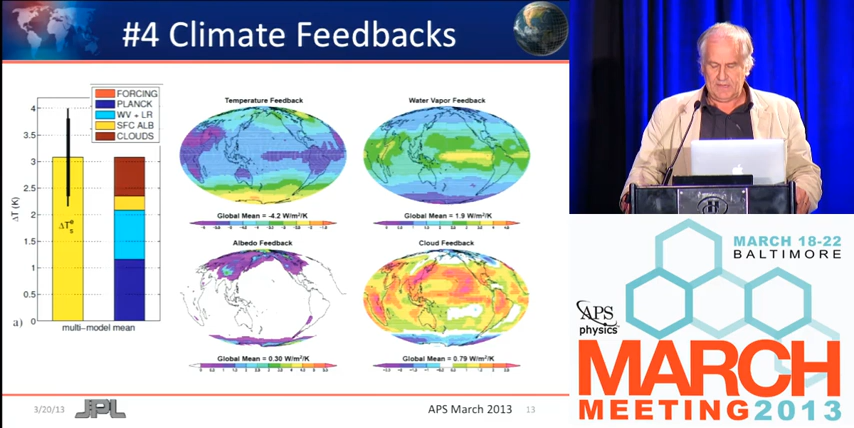 #4 Climate Feedbacks
FORCING
PLANCK
WV + LR
SFC ALB
CLOUDS
4
3.5
3
2.5
2
1.5
1
0.5
0
ΔT (K)
a)
multi-model mean
Temperature Feedback
Global Mean = -4.2 W/m²/K
Water Vapor Feedback
Global Mean = 1.9 W/m²/K
Albedo Feedback
Global Mean = 0.30 W/m²/K
Cloud Feedback
Global Mean = 0.79 W/m²/K
3/20/13
JPL
APS March 2013
13
MARCH 18-22
BALTIMORE
APS
physics
MARCH
MEETING2013